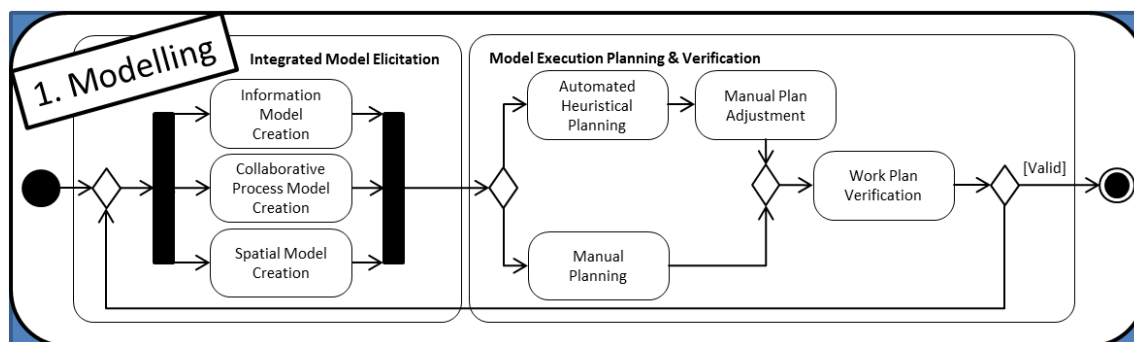 1. Modelling
Integrated Model Elicitation
Information
Model
Creation
Collaborative
Process Model
Creation
Spatial Model
Creation
Model Execution Planning & Verification
Automated
Heuristical
Planning
Manual Plan
Adjustment
Manual
Planning
Work Plan
Verification
[Valid]